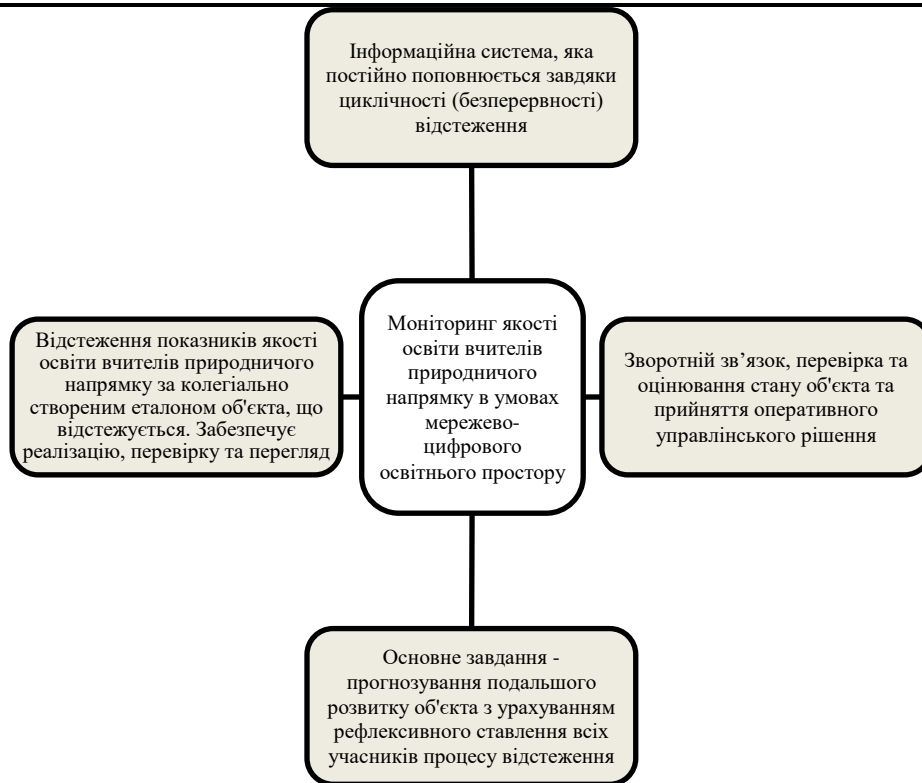 Інформаційна система, яка
постійно поповнюється завдяки
циклічності (безперервності)
відстеження
Відстеження показників якості
освіти вчителів природничого
напрямку за колегіально
створеним еталоном об'єкта, що
відстежується. Забезпечує
реалізацію, перевірку та перегляд
Моніторинг якості
освіти вчителів
природничого
напрямку в умовах
мережево-
цифрового
освітнього простору
Зворотній зв’язок, перевірка та
оцінювання стану об'єкта та
прийняття оперативного
управлінського рішення
Основне завдання -
прогнозування подальшого
розвитку об'єкта з урахуванням
рефлексивного ставлення всіх
учасників процесу відстеження